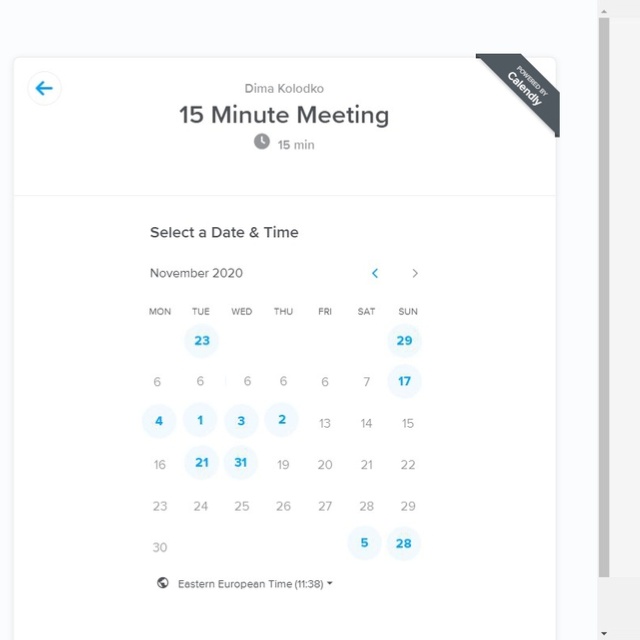 POWERED BY
Calendly
Dima Kolodko
15 Minute Meeting
15 min
Select a Date & Time
November 2020
MON TUE WED THU FRI SAT SUN
23 29
6 6 6 6 6 7 17
4 1 3 2 13 14 15
16 21 31 19 20 21 22
23 24 25 26 27 28 29
30 5 28
Eastern European Time (11:38)